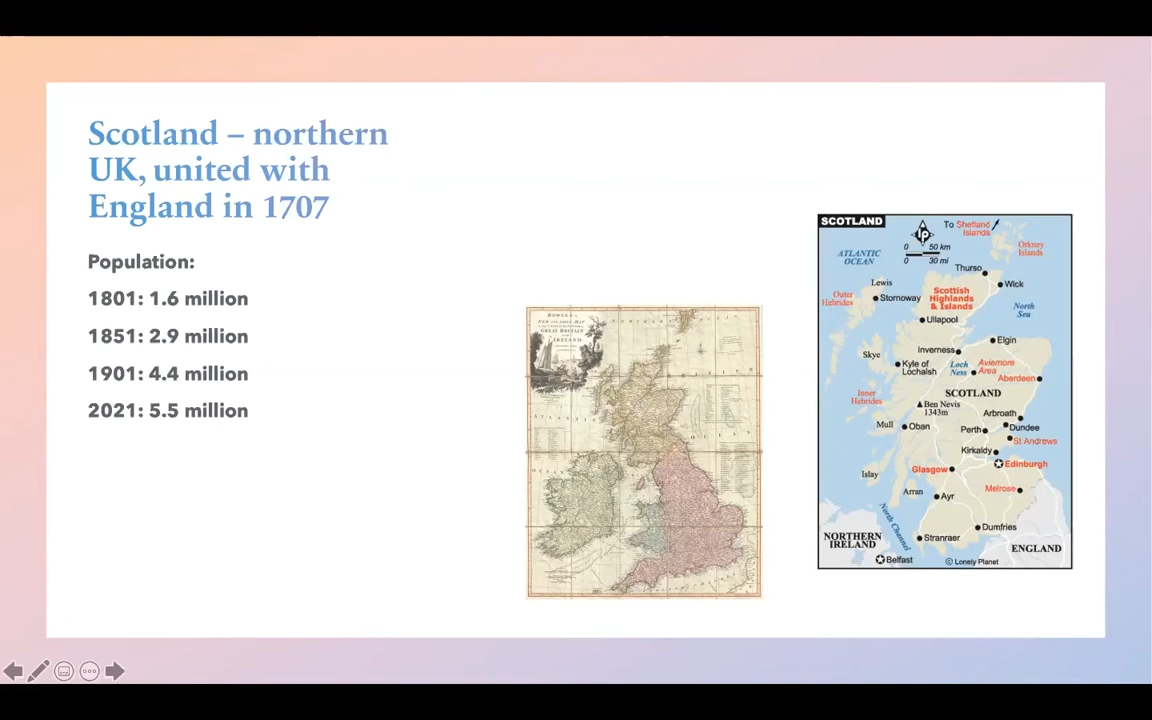 Scotland – northern
UK, united with
England in 1707
Population:
1801: 1.6 million
1851: 2.9 million
1901: 4.4 million
2021: 5.5 million
BOWLES's
GREAT BRITAIN
IRELAND
SCOTLAND
To Shetland
Islands
0 50 km
0 30 mi
ATLANTIC
OCEAN
Orkney
Islands
Thurso
Lewis
Wick
Outer
Hebrides
Stornoway
Scottish
Highlands
& Islands
North
Sea
Ullapool
Elgin
Inverness
Skye
Kyle of
Lochalsh
Loch
Ness
Aviemore
Area
Aberdeen
SCOTLAND
Inner
Hebrides
Ben Nevis
1343m
Arbroath
Mull
Oban
Perth
Dundee
St Andrews
Kirkaldy
Glasgow
Edinburgh
Islay
Melrose
Arran
Ayr
North Channel
Dumfries
Stranraer
NORTHERN
IRELAND
ENGLAND
Belfast
© Lonely Planet